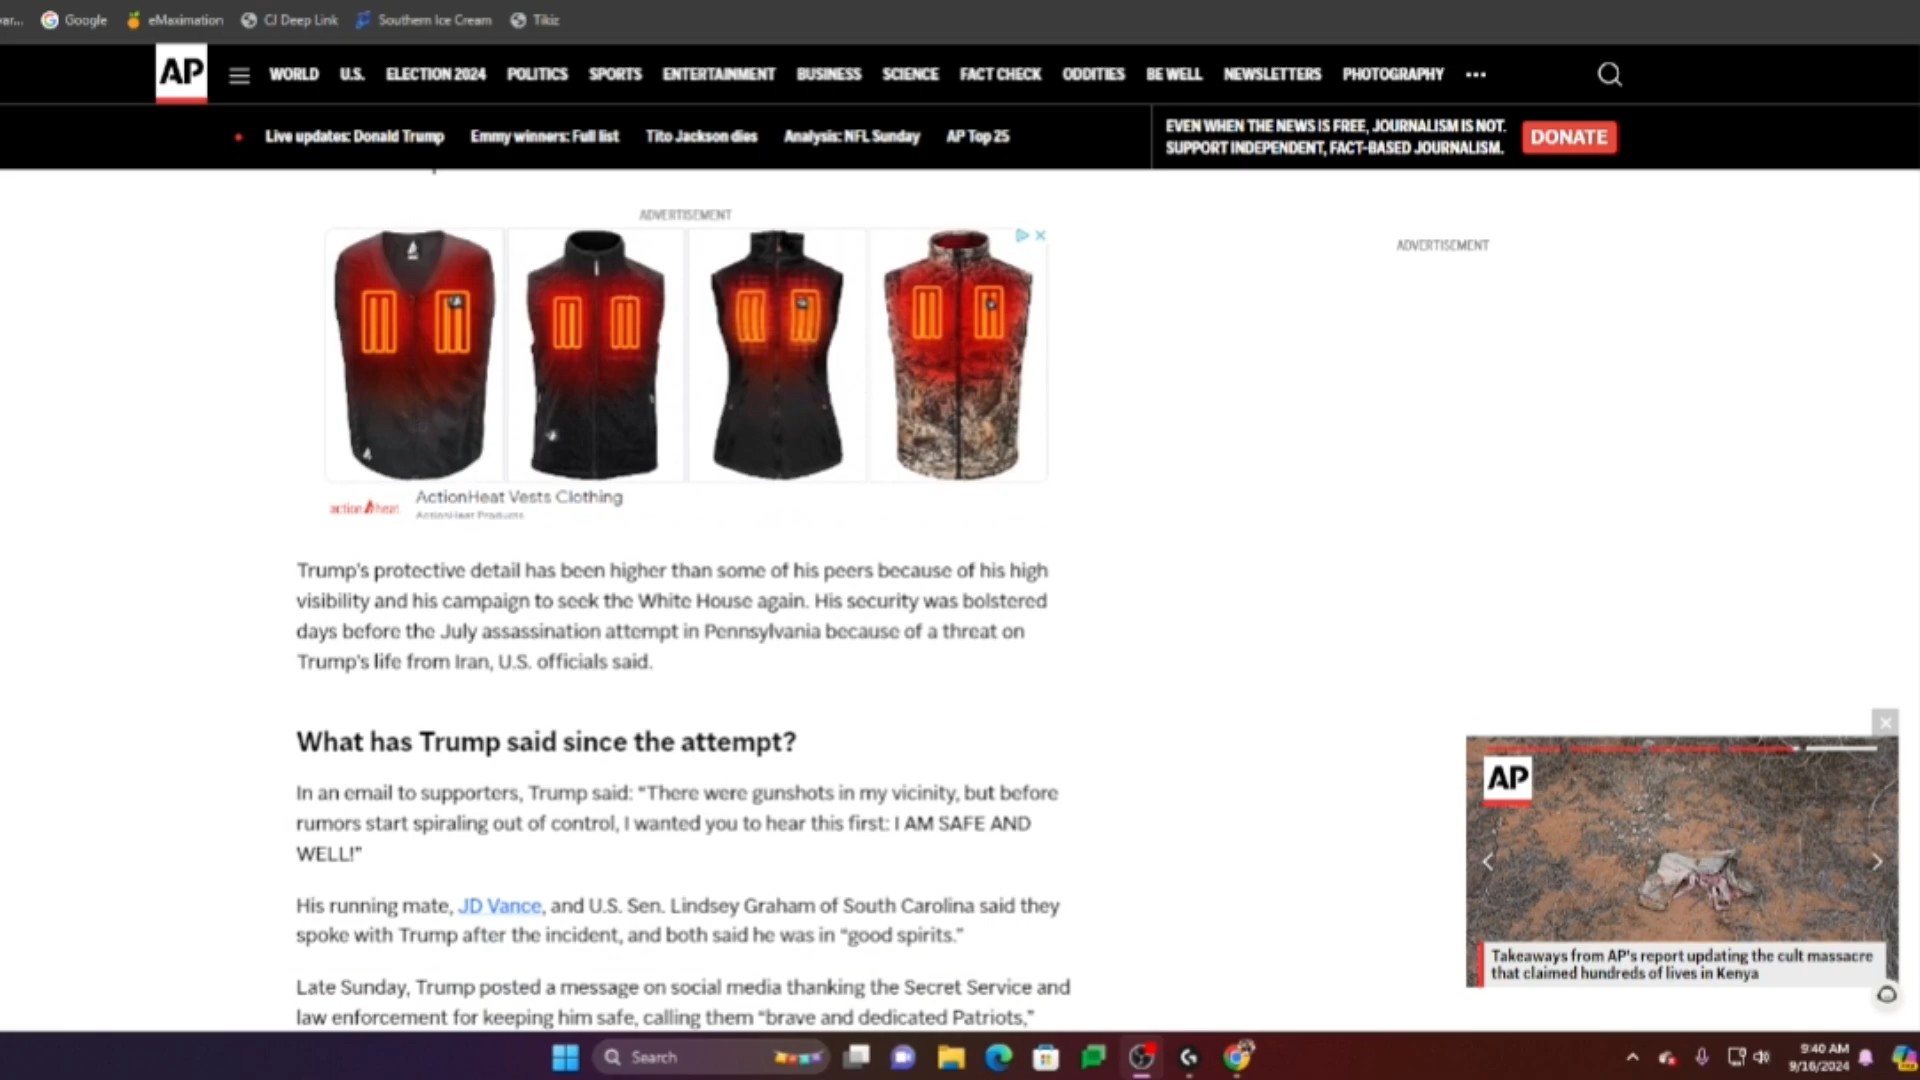 Google
eMaximation
CJ Deep Link
Southern Ice Cream
Tikiz
AP
WORLD
U.S.
ELECTION 2024
POLITICS
SPORTS
ENTERTAINMENT
BUSINESS
SCIENCE
FACT CHECK
ODDITIES
BE WELL
NEWSLETTERS
PHOTOGRAPHY
Live updates: Donald Trump
Emmy winners: Full list
Tito Jackson dies
Analysis: NFL Sunday
AP Top 25
EVEN WHEN THE NEWS IS FREE, JOURNALISM IS NOT.
SUPPORT INDEPENDENT, FACT-BASED JOURNALISM.
DONATE
ADVERTISEMENT
ADVERTISEMENT
action heat
ActionHeat Vests Clothing
ActionHeat Products
Trump's protective detail has been higher than some of his peers because of his high
visibility and his campaign to seek the White House again. His security was bolstered
days before the July assassination attempt in Pennsylvania because of a threat on
Trump's life from Iran, U.S. officials said.
What has Trump said since the attempt?
In an email to supporters, Trump said: “There were gunshots in my vicinity, but before
rumors start spiraling out of control, I wanted you to hear this first: I AM SAFE AND
WELL!”
His running mate, JD Vance, and U.S. Sen. Lindsey Graham of South Carolina said they
spoke with Trump after the incident, and both said he was in “good spirits.”
Late Sunday, Trump posted a message on social media thanking the Secret Service and
law enforcement for keeping him safe, calling them “brave and dedicated Patriots,”
AP
Takeaways from AP's report updating the cult massacre
that claimed hundreds of lives in Kenya
Search
9:40 AM
9/16/2024